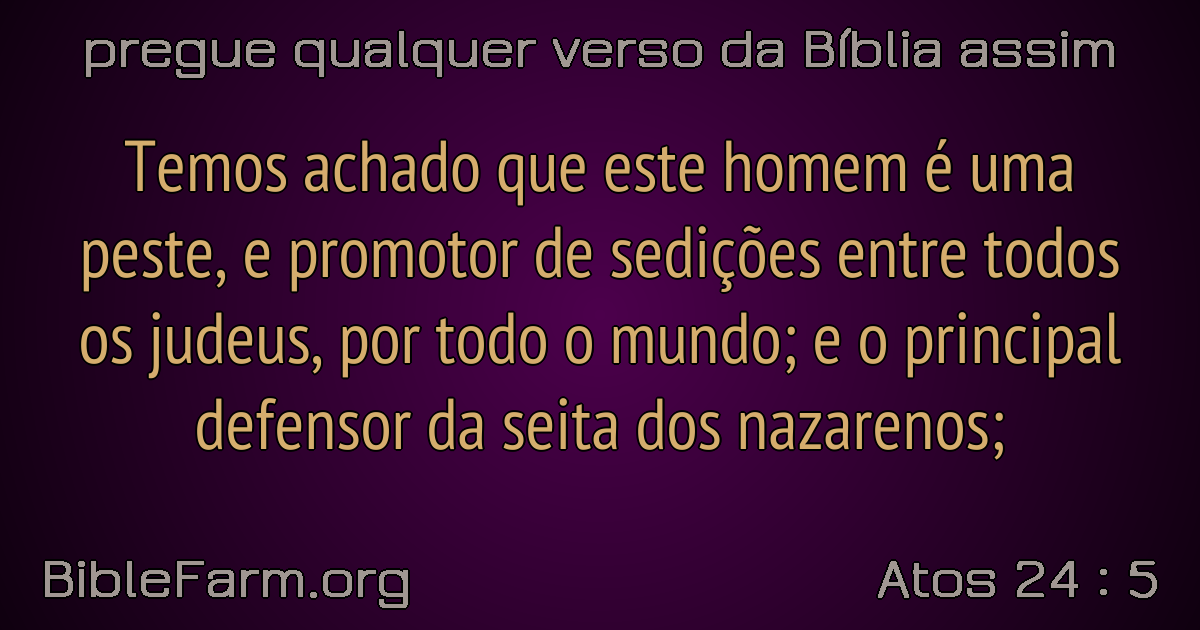 pregue qualquer verso da Bíblia assim
Temos achado que este homem é uma
peste, e promotor de sedições entre todos
os judeus, por todo o mundo; e o principal
defensor da seita dos nazarenos;
BibleFarm.org
Atos 24 : 5